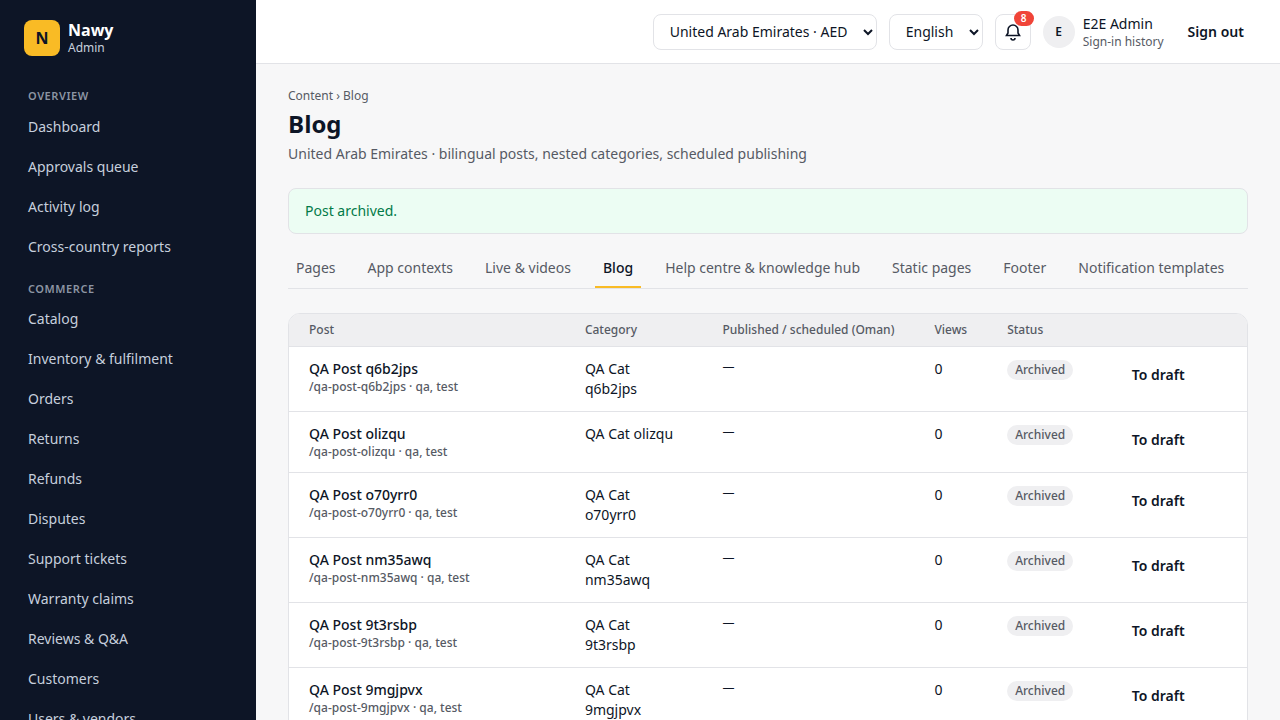 N Nawy
Admin
OVERVIEW
Dashboard
Approvals queue
Activity log
Cross-country reports
COMMERCE
Catalog
Inventory & fulfilment
Orders
Returns
Refunds
Disputes
Support tickets
Warranty claims
Reviews & Q&A
Customers
Users & vendors
United Arab Emirates · AED
English
8
E
E2E Admin
Sign-in history
Sign out
Content › Blog
Blog
United Arab Emirates · bilingual posts, nested categories, scheduled publishing
Post archived.
Pages App contexts Live & videos Blog Help centre & knowledge hub Static pages Footer Notification templates
Post Category Published / scheduled (Oman) Views Status
QA Post q6b2jps
/qa-post-q6b2jps · qa, test
QA Cat
q6b2jps
— 0 Archived To draft
QA Post olizqu
/qa-post-olizqu · qa, test
QA Cat olizqu
— 0 Archived To draft
QA Post o70yrr0
/qa-post-o70yrr0 · qa, test
QA Cat
o70yrr0
— 0 Archived To draft
QA Post nm35awq
/qa-post-nm35awq · qa, test
QA Cat
nm35awq
— 0 Archived To draft
QA Post 9t3rsbp
/qa-post-9t3rsbp · qa, test
QA Cat
9t3rsbp
— 0 Archived To draft
QA Post 9mgjpvx
/qa-post-9mgjpvx · qa, test
QA Cat
9mgjpvx
— 0 Archived To draft